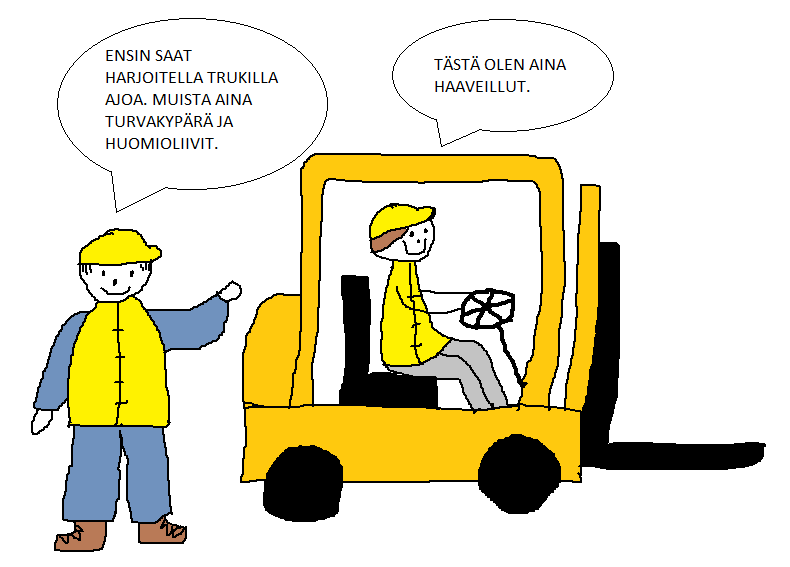 ENSIN SAAT
HARJOITELLA TRUKILLA
AJOA. MUISTA AINA
TURVAKYPÄRÄ JA
HUOMIOLIIVIT.
TÄSTÄ OLEN AINA
HAAVEILLUT.